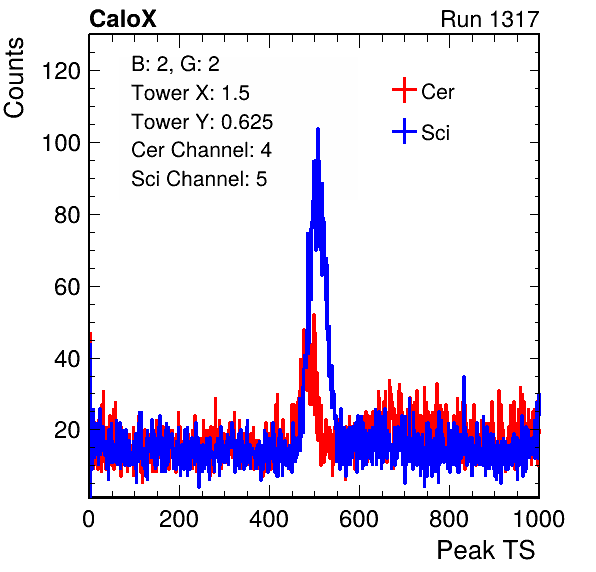 CaloX Run 1317
B: 2, G: 2
Tower X: 1.5
Tower Y: 0.625
Cer Channel: 4
Sci Channel: 5
Cer
Sci
Counts
120
100
80
60
40
20
0 200 400 600 800 1000
Peak TS